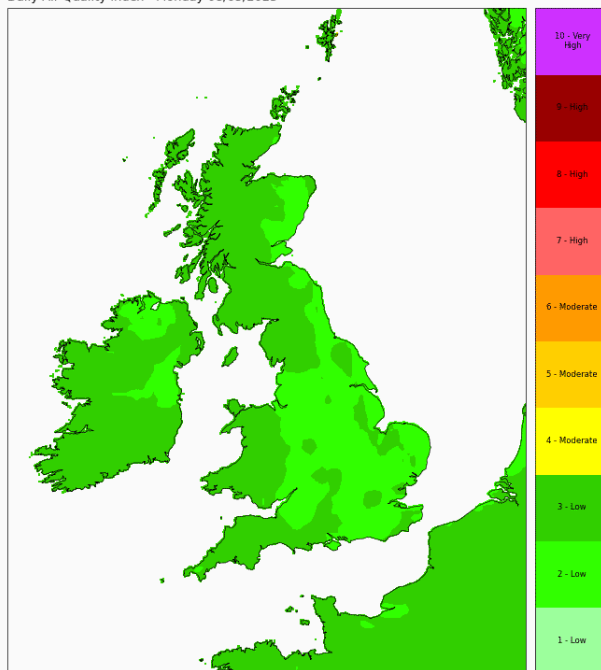 10 - Very
High
9 - High
8 - High
7 - High
6 - Moderate
5 - Moderate
4 - Moderate
3 - Low
2 - Low
1 - Low